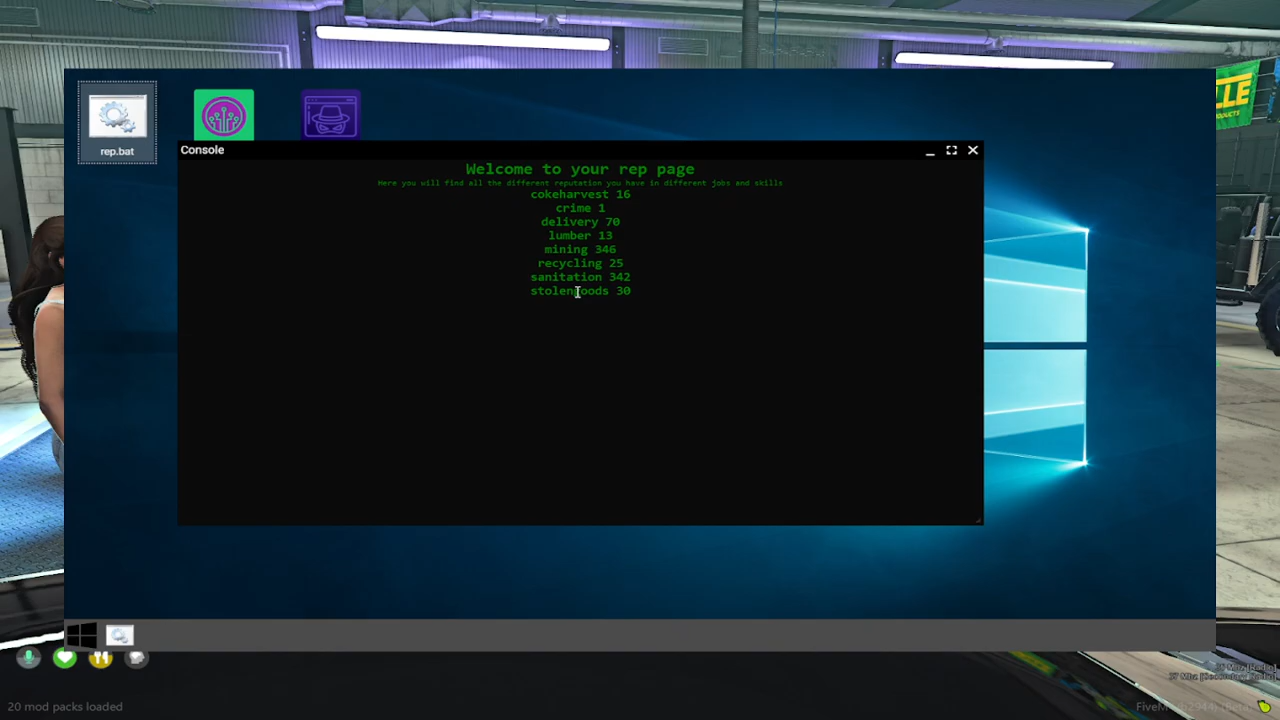 LLE
PRODUCTS
rep.bat
Console
Welcome to your rep page
Here you will find all the different reputation you have in different jobs and skills
cokeharvest 16
crime 1
delivery 70
lumber 13
mining 346
recycling 25
sanitation 342
stolengoods 30
20 mod packs loaded